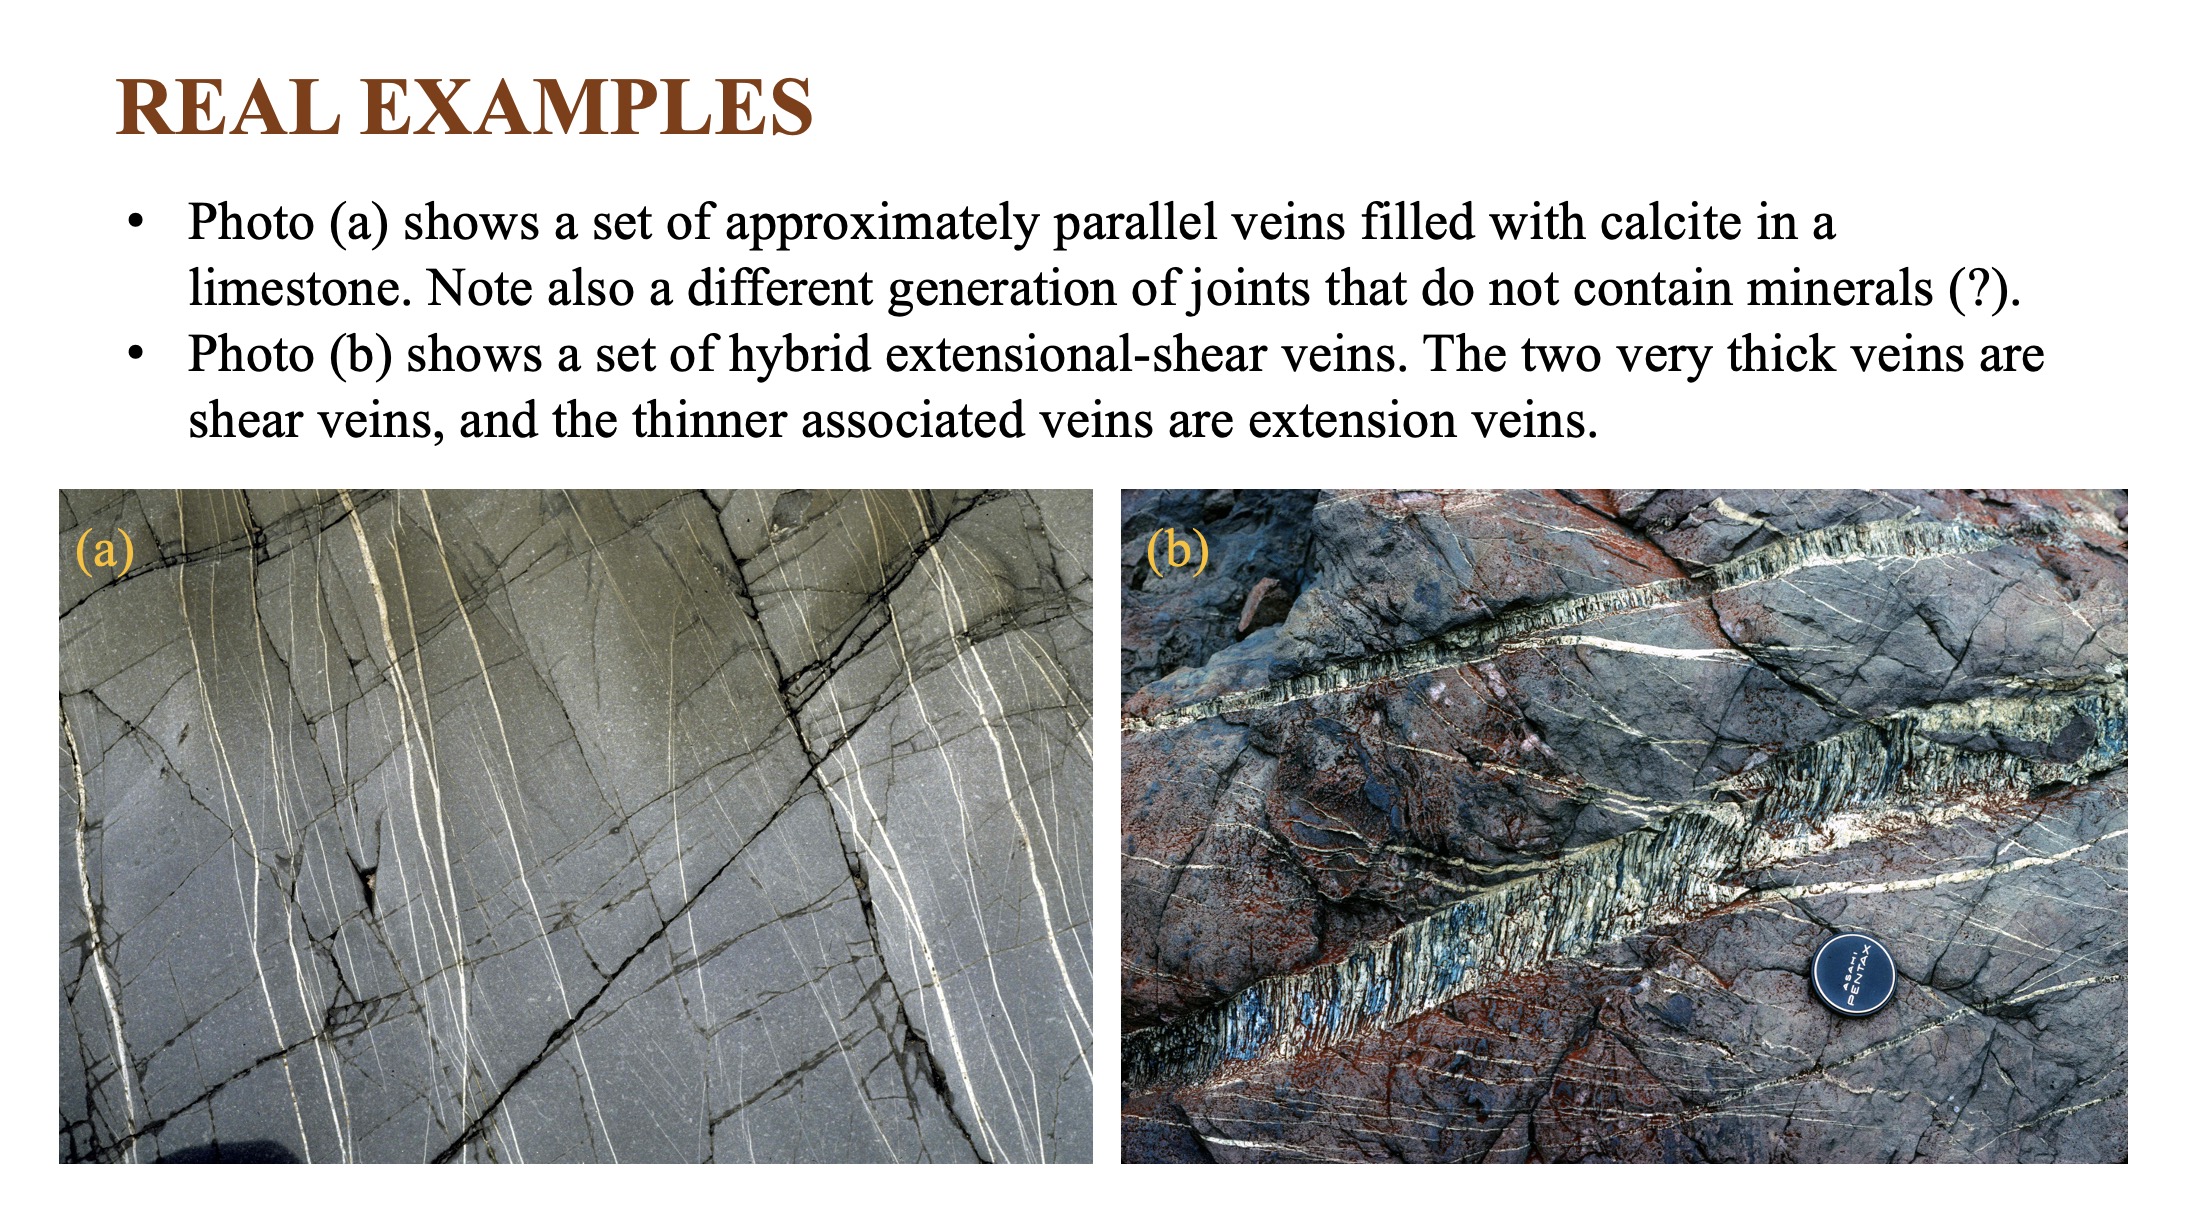 REAL EXAMPLES
• Photo (a) shows a set of approximately parallel veins filled with calcite in a
limestone. Note also a different generation of joints that do not contain minerals (?).
• Photo (b) shows a set of hybrid extensional-shear veins. The two very thick veins are
shear veins, and the thinner associated veins are extension veins.
(a)
(b)
ASAHI
PENTAX